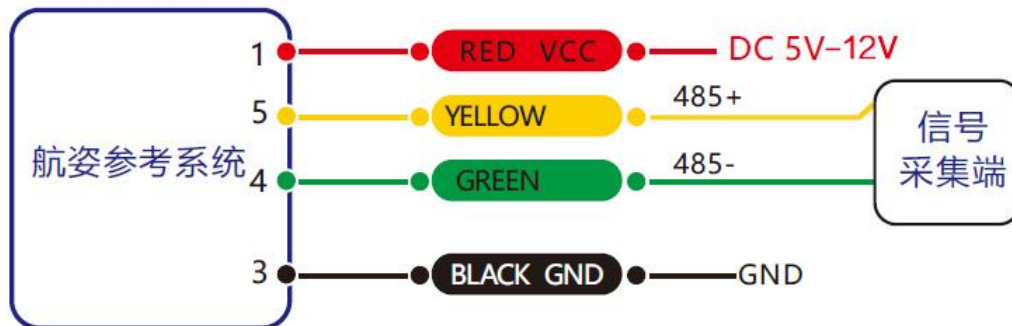 1 RED VCC DC 5V-12V
5 YELLOW 485+
4 GREEN 485-
航姿参考系统
信号
采集端
3 BLACK GND GND